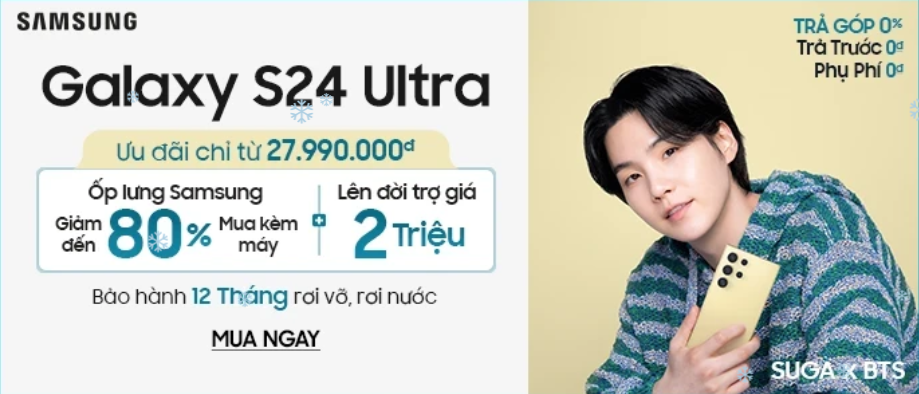 SAMSUNG
Galaxy S24 Ultra
Ưu đãi chỉ từ 27.990.000đ
Ốp lưng Samsung
Giảm đến 80% Mua kèm máy
+
Lên đời trợ giá
2 Triệu
Bảo hành 12 Tháng rơi vỡ, rơi nước
MUA NGAY
TRẢ GÓP 0%
Trả Trước 0đ
Phụ Phí 0đ
SUGA x BTS